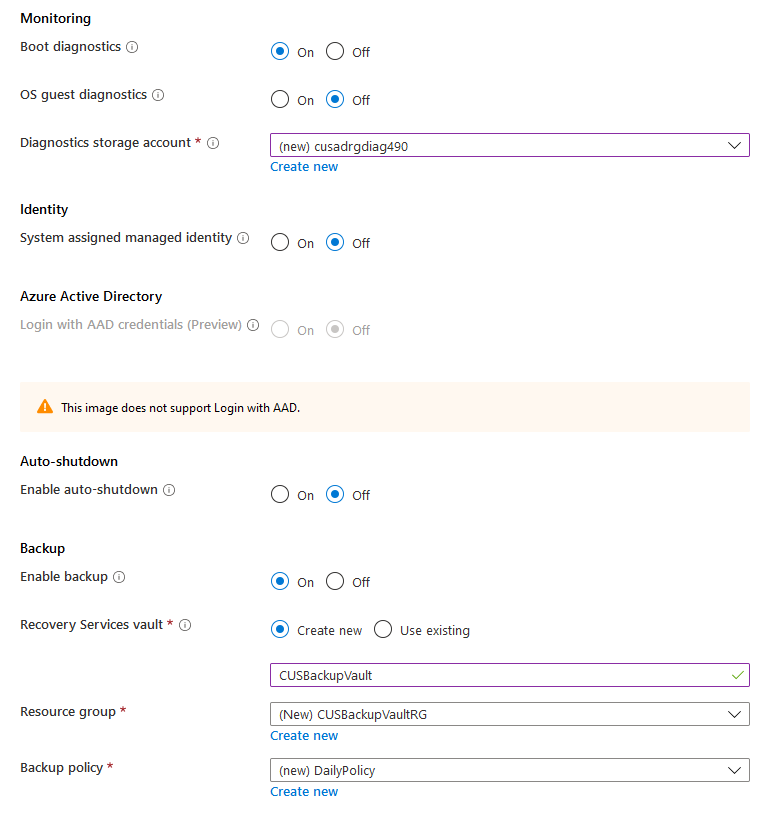 Monitoring
Boot diagnostics On Off
OS guest diagnostics On Off
Diagnostics storage account * (new) cusadrgdiag490
Create new
Identity
System assigned managed identity On Off
Azure Active Directory
Login with AAD credentials (Preview) On Off
This image does not support Login with AAD.
Auto-shutdown
Enable auto-shutdown On Off
Backup
Enable backup On Off
Recovery Services vault * Create new Use existing
CUSBackupVault
Resource group * (New) CUSBackupVaultRG
Create new
Backup policy * (new) DailyPolicy
Create new